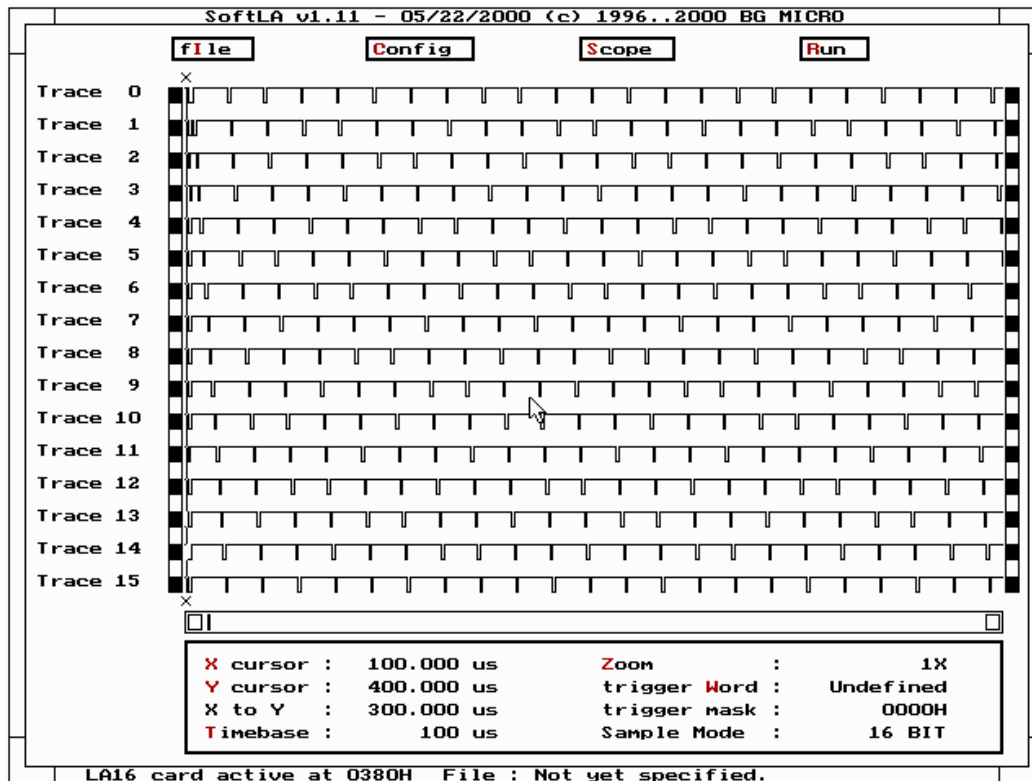 SoftLA v1.11 - 05/22/2000 (c) 1996..2000 BG MICRO
fIle Config Scope Run
Trace 0
Trace 1
Trace 2
Trace 3
Trace 4
Trace 5
Trace 6
Trace 7
Trace 8
Trace 9
Trace 10
Trace 11
Trace 12
Trace 13
Trace 14
Trace 15
X cursor : 100.000 us Zoom : 1X
Y cursor : 400.000 us trigger Word : Undefined
X to Y : 300.000 us trigger mask : 0000H
Timebase : 100 us Sample Mode : 16 BIT
LA16 card active at 0380H File : Not yet specified.